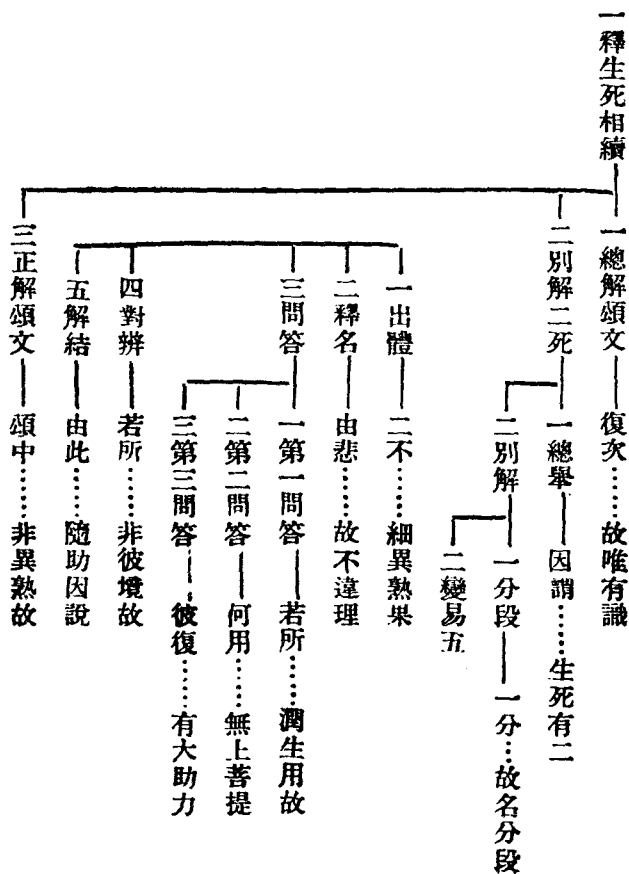 一釋生死相續
一總解頌文 復次……故唯有識
二別解二死 一總舉 因謂……生死有二
二別解 一分段 一分…故名分段
二變易五
一出體 二不……細異熟果
二釋名 由悲……故不違理
三問答 一第一問答 若所……潤生用故
二第二問答 何用……無上菩提
三第三問答 彼復……有大助力
四對辨 若所……非彼境故
五解結 由此……隨助因說
三正解頌文 頌中……非異熟故